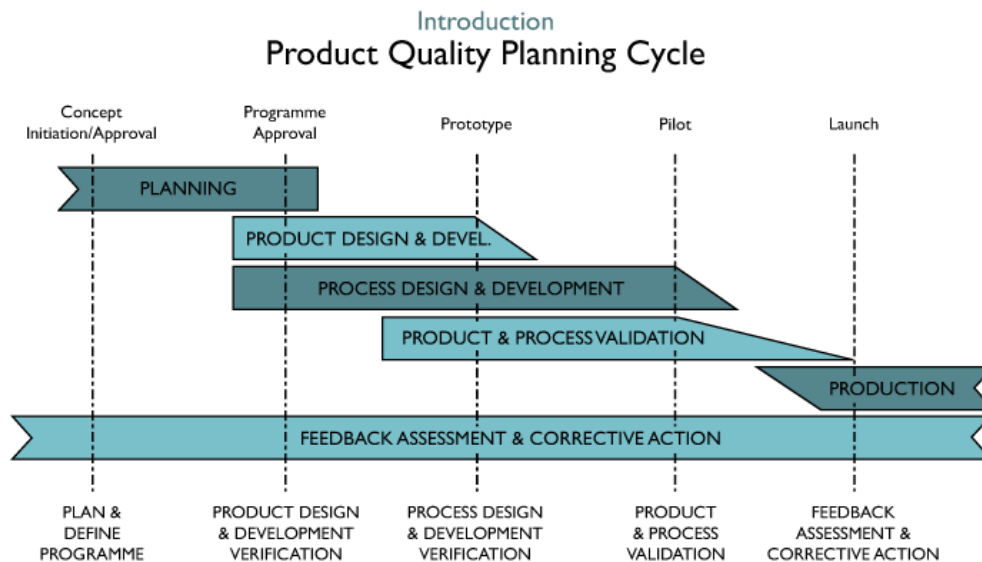 Introduction
Product Quality Planning Cycle
Concept
Initiation/Approval
Programme
Approval
Prototype
Pilot
Launch
PLANNING
PRODUCT DESIGN & DEVEL.
PROCESS DESIGN & DEVELOPMENT
PRODUCT & PROCESS VALIDATION
PRODUCTION
FEEDBACK ASSESSMENT & CORRECTIVE ACTION
PLAN &
DEFINE
PROGRAMME
PRODUCT DESIGN
& DEVELOPMENT
VERIFICATION
PROCESS DESIGN
& DEVELOPMENT
VERIFICATION
PRODUCT
& PROCESS
VALIDATION
FEEDBACK
ASSESSMENT &
CORRECTIVE ACTION